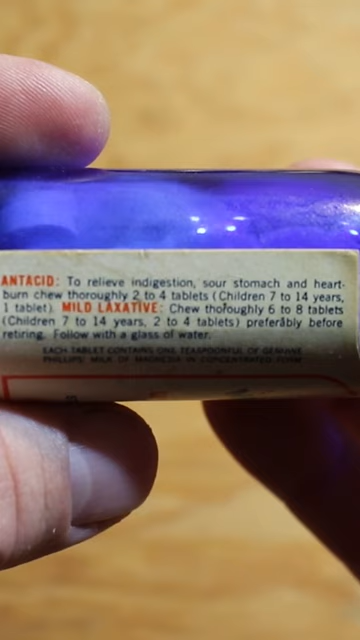 ANTACID: To relieve indigestion, sour stomach and heart-
burn chew thoroughly 2 to 4 tablets (Children 7 to 14 years,
1 tablet). MILD LAXATIVE: Chew thoroughly 6 to 8 tablets
(Children 7 to 14 years, 2 to 4 tablets) preferably before
retiring. Follow with a glass of water.
EACH TABLET CONTAINS ONE TEASPOONFUL OF GENUINE
PHILLIPS' MILK OF MAGNESIA IN CONCENTRATED FORM